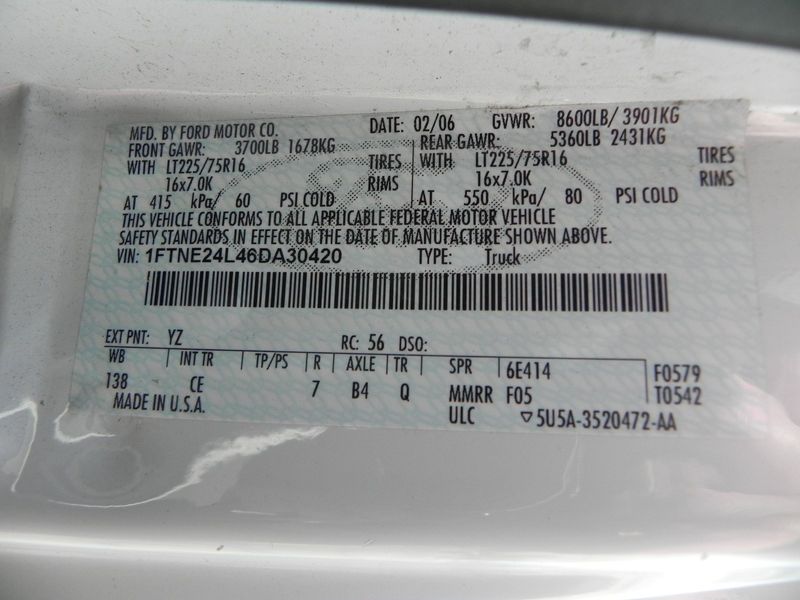 MFD. BY FORD MOTOR CO. DATE: 02/06 GVWR: 8600LB/ 3901KG
FRONT GAWR: 3700LB 1678KG REAR GAWR: 5360LB 2431KG
WITH LT225/75R16 TIRES WITH LT225/75R16 TIRES
16x7.0K RIMS 16x7.0K RIMS
AT 415 kPa/ 60 PSI COLD AT 550 kPa/ 80 PSI COLD
THIS VEHICLE CONFORMS TO ALL APPLICABLE FEDERAL MOTOR VEHICLE
SAFETY STANDARDS IN EFFECT ON THE DATE OF MANUFACTURE SHOWN ABOVE.
VIN: 1FTNE24L46DA30420 TYPE: Truck
EXT PNT: YZ RC: 56 DSO:
WB INT TR TP/PS R AXLE TR SPR 6E414 F0579
138 CE 7 B4 Q MMRR F05 T0542
MADE IN U.S.A. ULC ▽5U5A-3520472-AA